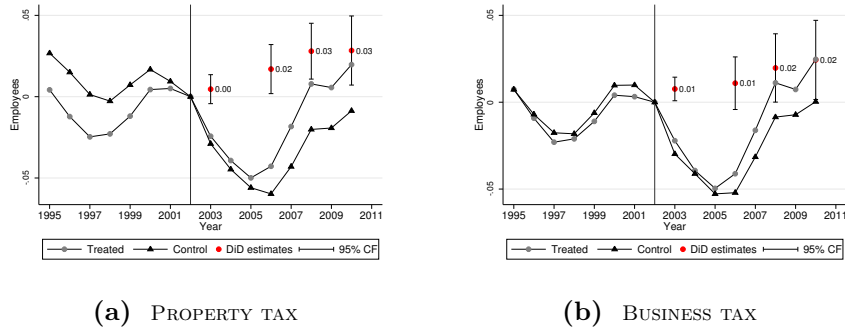 .05
0
-.05
Employees
0.00
0.02
0.03
0.03
1995 1997 1999 2001 2003 2005 2007 2009 2011
Year
Treated Control DiD estimates 95% CF
(a) PROPERTY TAX
.05
0
-.05
Employees
0.01
0.01
0.02
0.02
1995 1997 1999 2001 2003 2005 2007 2009 2011
Year
Treated Control DiD estimates 95% CF
(b) BUSINESS TAX